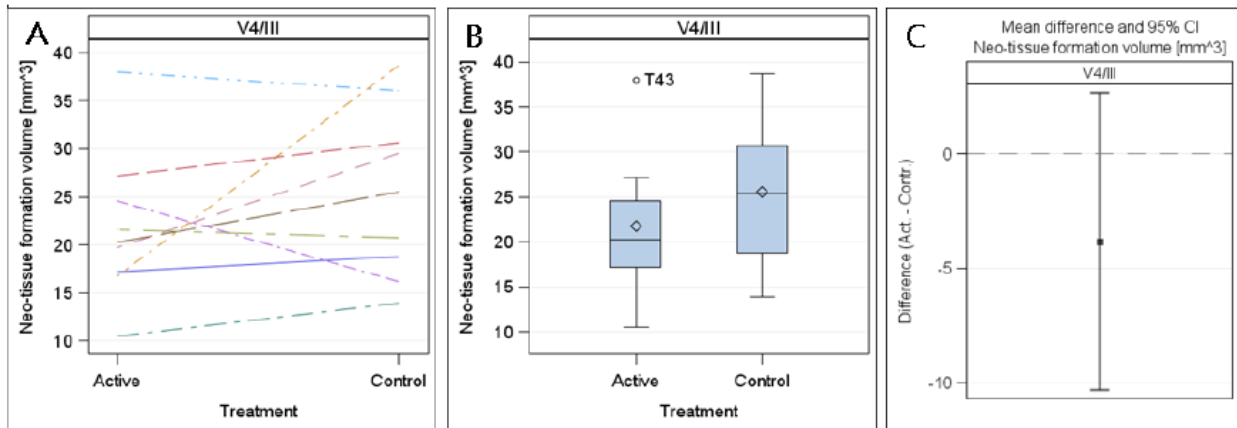 A
V4/III
Neo-tissue formation volume [mm^3]
40
35
30
25
20
15
10
Active
Control
Treatment
B
V4/III
Neo-tissue formation volume [mm^3]
40
35
30
25
20
15
10
T43
Active
Control
Treatment
C
Mean difference and 95% CI
Neo-tissue formation volume [mm^3]
V4/III
Difference (Act. - Contr.)
0
-5
-10